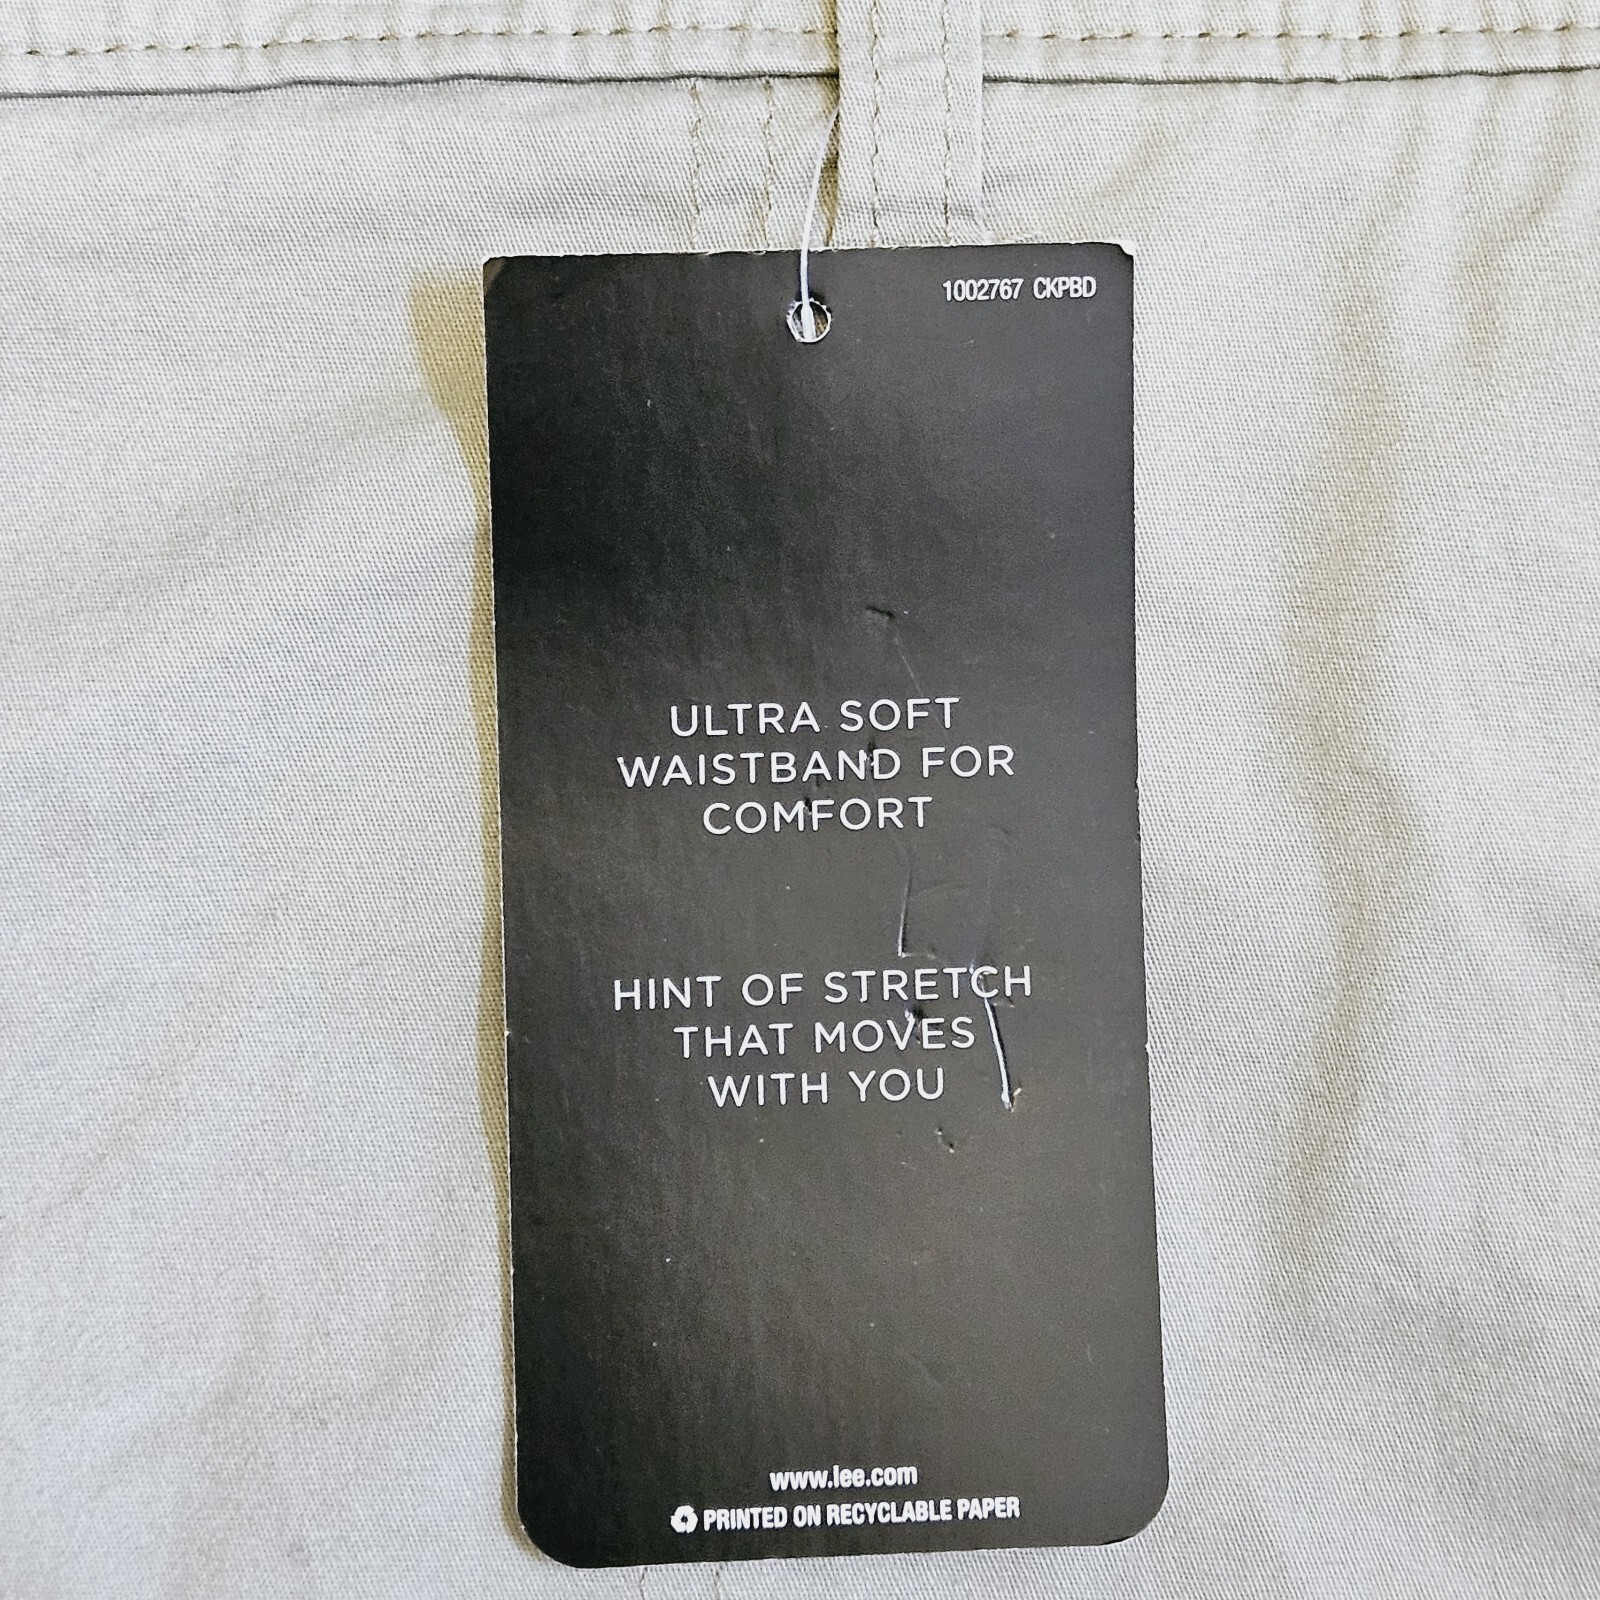 1002767 CKPBD
ULTRA SOFT
WAISTBAND FOR
COMFORT
HINT OF STRETCH
THAT MOVES
WITH YOU
www.lee.com
PRINTED ON RECYCLABLE PAPER